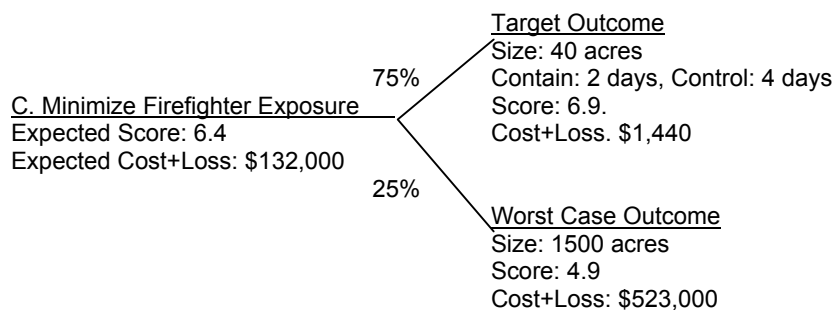 C. Minimize Firefighter Exposure
Expected Score: 6.4
Expected Cost+Loss: $132,000
75%
Target Outcome
Size: 40 acres
Contain: 2 days, Control: 4 days
Score: 6.9.
Cost+Loss. $1,440
25%
Worst Case Outcome
Size: 1500 acres
Score: 4.9
Cost+Loss: $523,000